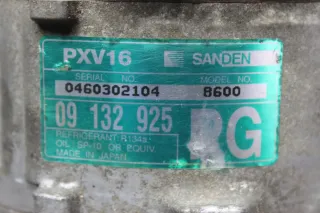 PXV16 SANDEN
SERIAL NO. MODEL NO.
0460302104 8600
09 132 925 RG
REFRIGERANT R134a
OIL SP-10 OR EQUIV.
MADE IN JAPAN